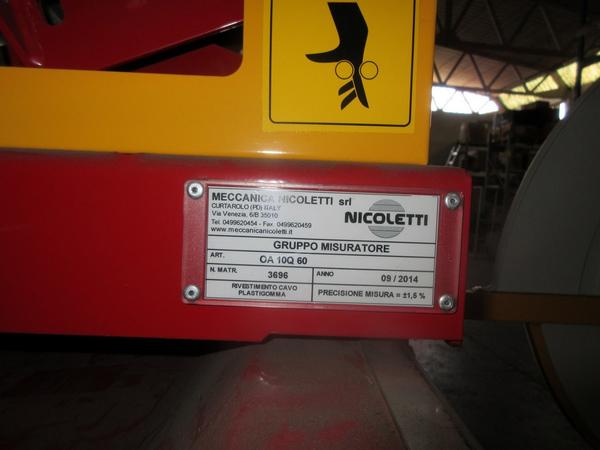 MECCANICA NICOLETTI srl
CURTAROLO (PD) ITALY
Via Venezia, 6/B 35010
Tel. 0499620454 - Fax 0499620459
www.meccanicanicoletti.it
NICOLETTI
GRUPPO MISURATORE
ART. OA 10Q 60
N. MATR. 3696 ANNO 09 / 2014
RIVESTIMENTO CAVO
PLASTIGOMMA
PRECISIONE MISURA = ±1,5 %